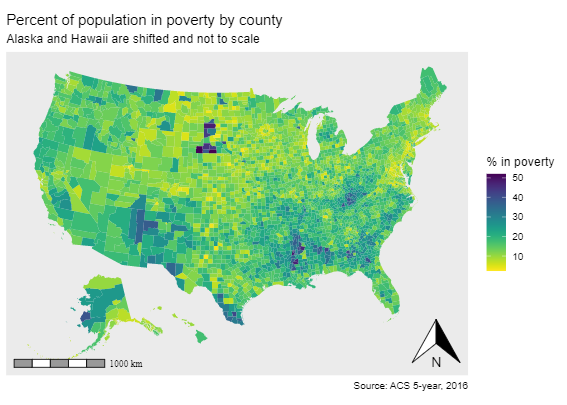 Percent of population in poverty by county
Alaska and Hawaii are shifted and not to scale
% in poverty
50
40
30
20
10
1000 km
N
Source: ACS 5-year, 2016